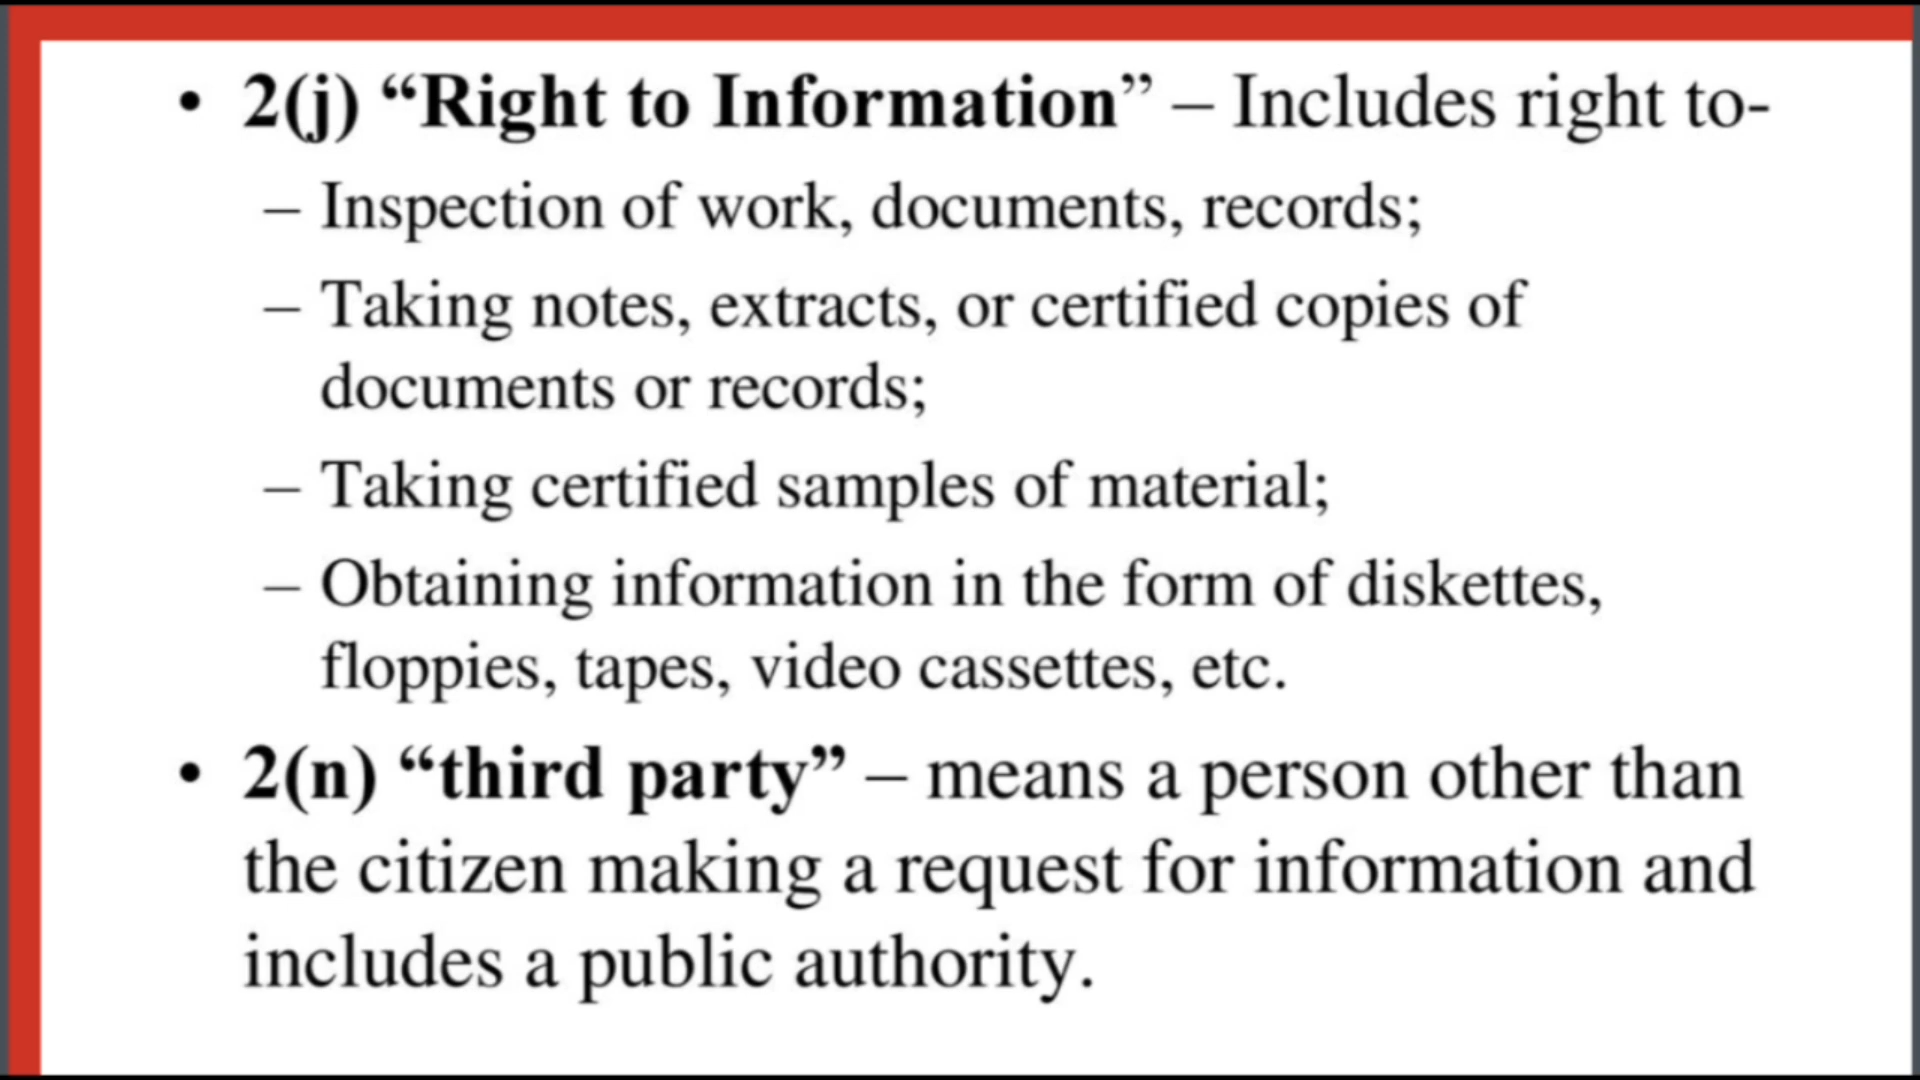 • 2(j) “Right to Information” – Includes right to-
– Inspection of work, documents, records;
– Taking notes, extracts, or certified copies of
documents or records;
– Taking certified samples of material;
– Obtaining information in the form of diskettes,
floppies, tapes, video cassettes, etc.
• 2(n) “third party” – means a person other than
the citizen making a request for information and
includes a public authority.